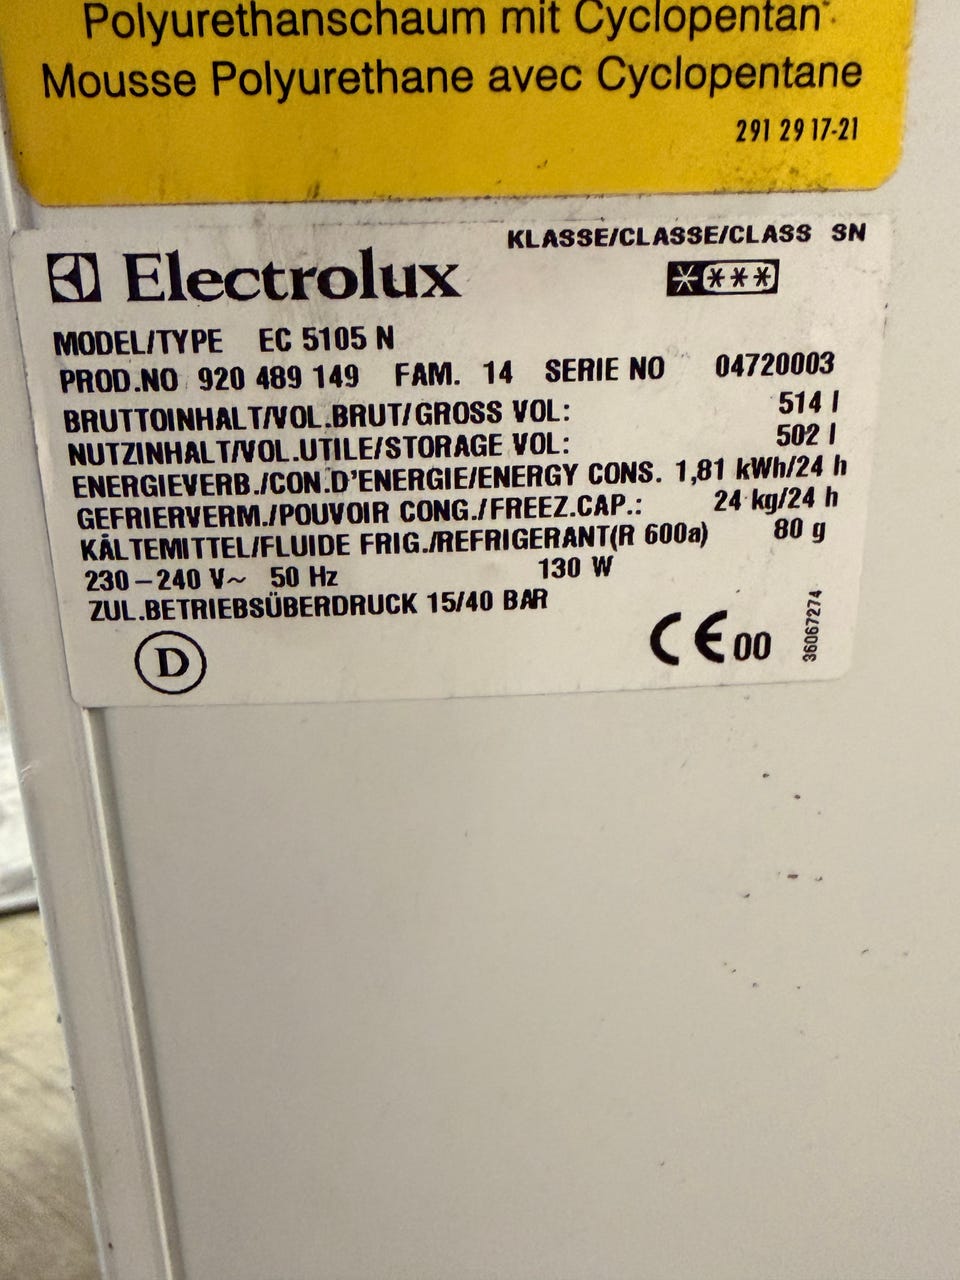 Polyurethanschaum mit Cyclopentan
Mousse Polyurethane avec Cyclopentane
291 29 17-21
KLASSE/CLASSE/CLASS SN
Electrolux
MODEL/TYPE EC 5105 N
PROD.NO 920 489 149 FAM. 14 SERIE NO 04720003
BRUTTOINHALT/VOL.BRUT/GROSS VOL: 514 l
NUTZINHALT/VOL.UTILE/STORAGE VOL: 502 l
ENERGIEVERB./CON.D'ENERGIE/ENERGY CONS. 1,81 kWh/24 h
GEFRIERVERM./POUVOIR CONG./FREEZ.CAP.: 24 kg/24 h
KÄLTEMITTEL/FLUIDE FRIG./REFRIGERANT(R 600a) 80 g
230–240 V~ 50 Hz 130 W
ZUL.BETRIEBSÜBERDRUCK 15/40 BAR
D
CE 00
36067274